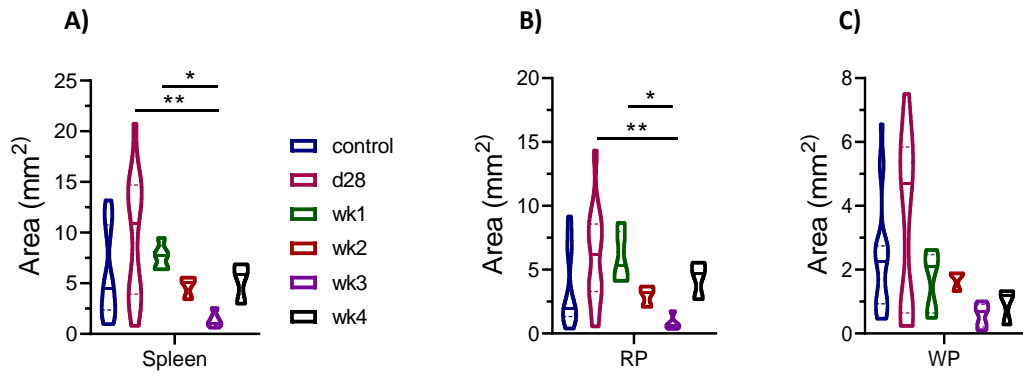 A)
Area (mm²)
25
20
15
10
5
0
*
**
Spleen
control
d28
wk1
wk2
wk3
wk4
B)
Area (mm²)
20
15
10
5
0
*
**
RP
C)
Area (mm²)
8
6
4
2
0
WP